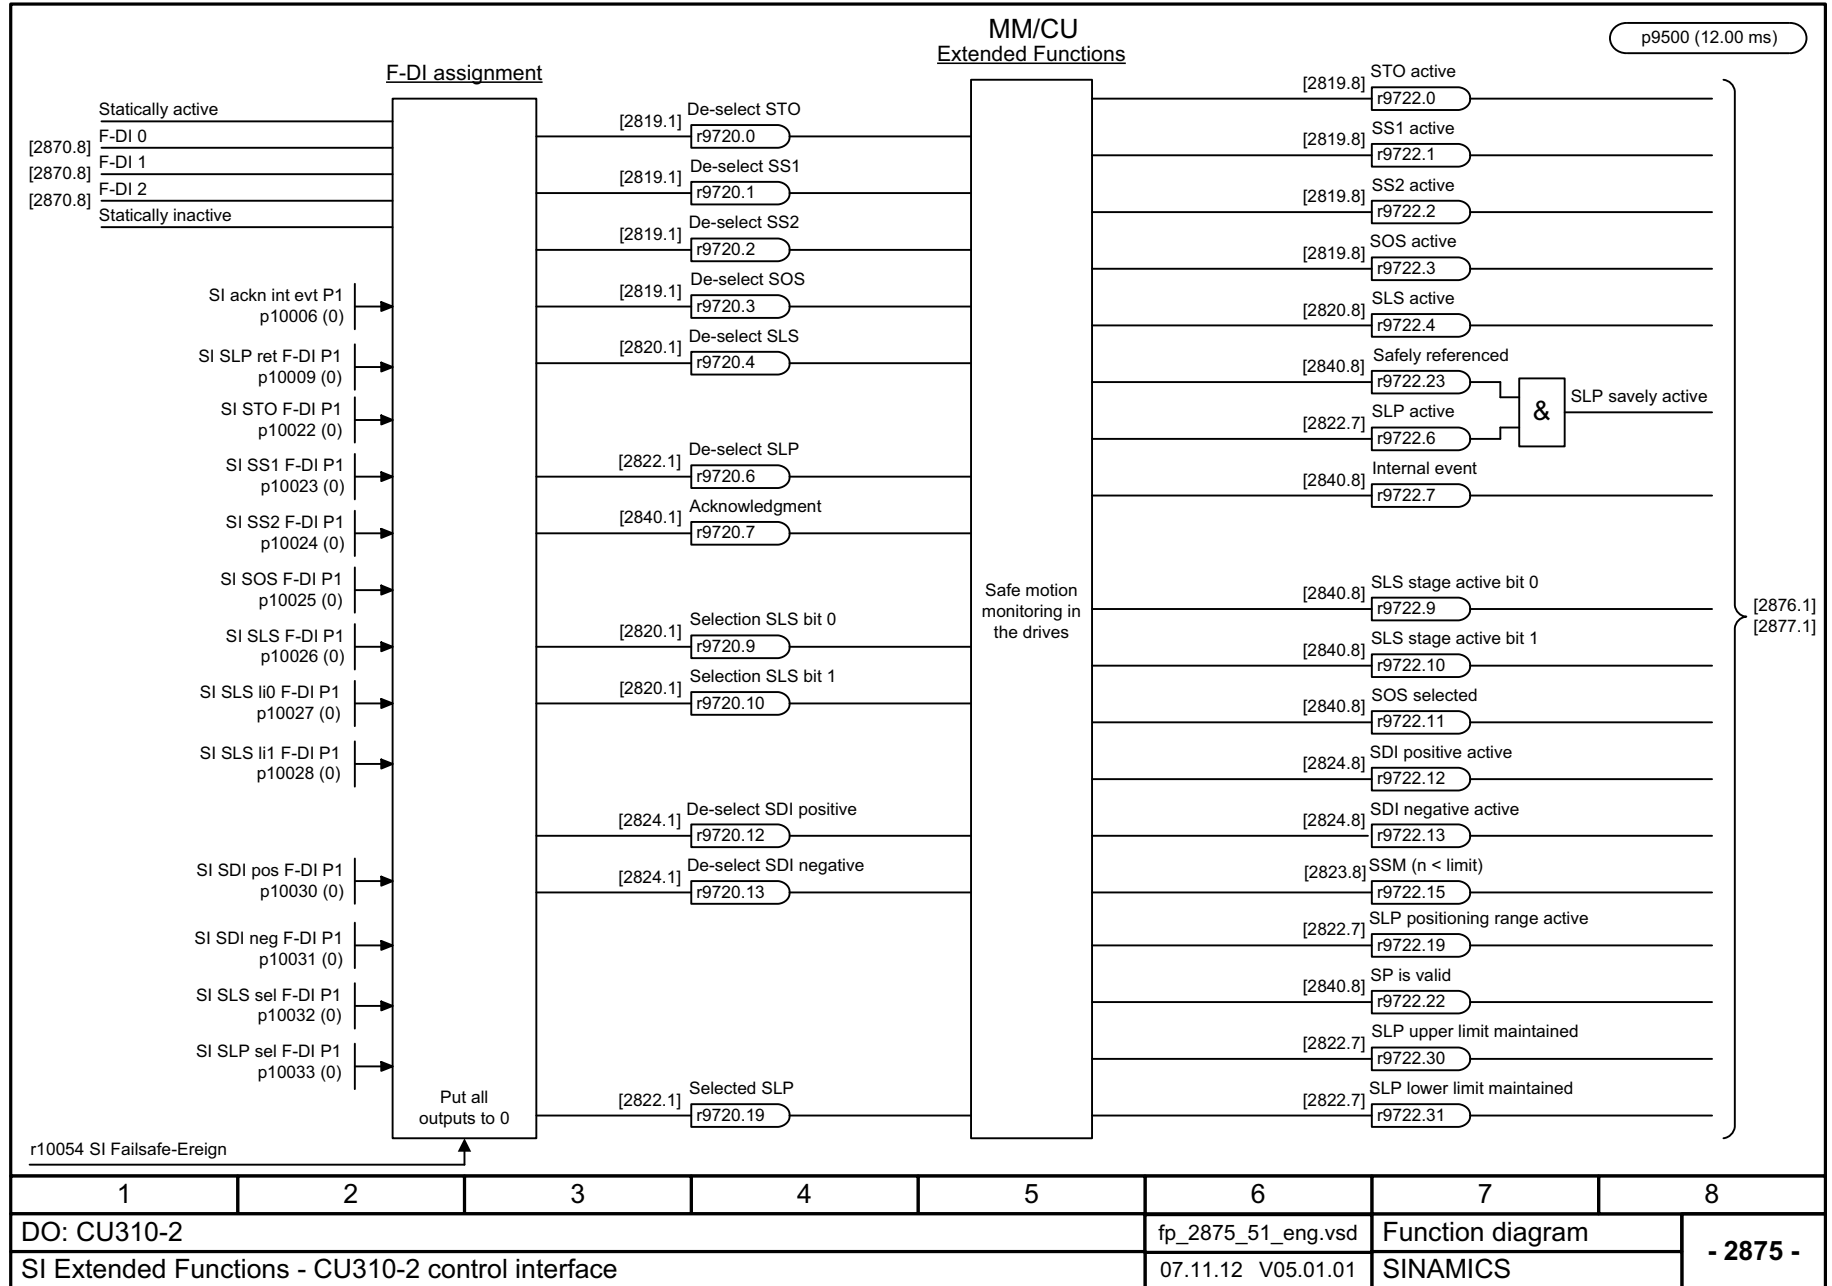 MM/CU
Extended Functions
p9500 (12.00 ms)
F-DI assignment
Statically active
[2870.8] F-DI 0
[2870.8] F-DI 1
[2870.8] F-DI 2
Statically inactive
SI ackn int evt P1
p10006 (0)
SI SLP ret F-DI P1
p10009 (0)
SI STO F-DI P1
p10022 (0)
SI SS1 F-DI P1
p10023 (0)
SI SS2 F-DI P1
p10024 (0)
SI SOS F-DI P1
p10025 (0)
SI SLS F-DI P1
p10026 (0)
SI SLS li0 F-DI P1
p10027 (0)
SI SLS li1 F-DI P1
p10028 (0)
SI SDI pos F-DI P1
p10030 (0)
SI SDI neg F-DI P1
p10031 (0)
SI SLS sel F-DI P1
p10032 (0)
SI SLP sel F-DI P1
p10033 (0)
Put all
outputs to 0
r10054 SI Failsafe-Ereign
[2819.1] De-select STO
r9720.0
[2819.1] De-select SS1
r9720.1
[2819.1] De-select SS2
r9720.2
[2819.1] De-select SOS
r9720.3
[2820.1] De-select SLS
r9720.4
[2822.1] De-select SLP
r9720.6
[2840.1] Acknowledgment
r9720.7
[2820.1] Selection SLS bit 0
r9720.9
[2820.1] Selection SLS bit 1
r9720.10
[2824.1] De-select SDI positive
r9720.12
[2824.1] De-select SDI negative
r9720.13
[2822.1] Selected SLP
r9720.19
Safe motion
monitoring in
the drives
[2819.8] STO active
r9722.0
[2819.8] SS1 active
r9722.1
[2819.8] SS2 active
r9722.2
[2819.8] SOS active
r9722.3
[2820.8] SLS active
r9722.4
[2840.8] Safely referenced
r9722.23
[2822.7] SLP active
r9722.6
&
SLP savely active
[2840.8] Internal event
r9722.7
[2840.8] SLS stage active bit 0
r9722.9
[2840.8] SLS stage active bit 1
r9722.10
[2840.8] SOS selected
r9722.11
[2824.8] SDI positive active
r9722.12
[2824.8] SDI negative active
r9722.13
[2823.8] SSM (n < limit)
r9722.15
[2822.7] SLP positioning range active
r9722.19
[2840.8] SP is valid
r9722.22
[2822.7] SLP upper limit maintained
r9722.30
[2822.7] SLP lower limit maintained
r9722.31
[2876.1]
[2877.1]
1 2 3 4 5 6 7 8
DO: CU310-2 fp_2875_51_eng.vsd Function diagram
SI Extended Functions - CU310-2 control interface 07.11.12 V05.01.01 SINAMICS
- 2875 -